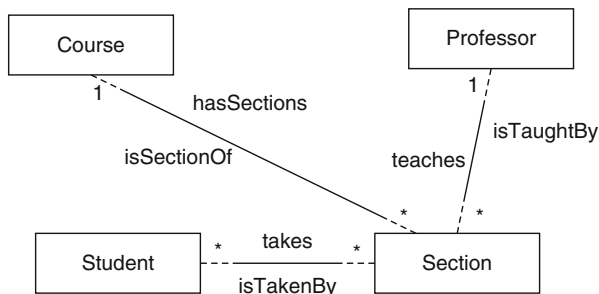 Course
Professor
1
1
hasSections
isTaughtBy
isSectionOf
teaches
*
*
Student
*
takes
*
Section
isTakenBy